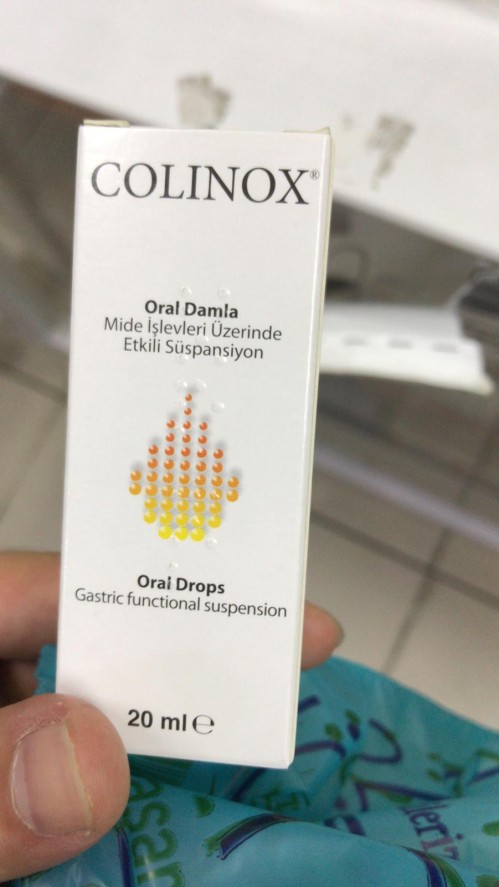 COLINOX®
Oral Damla
Mide İşlevleri Üzerinde
Etkili Süspansiyon
Oral Drops
Gastric functional suspension
20 ml ℮